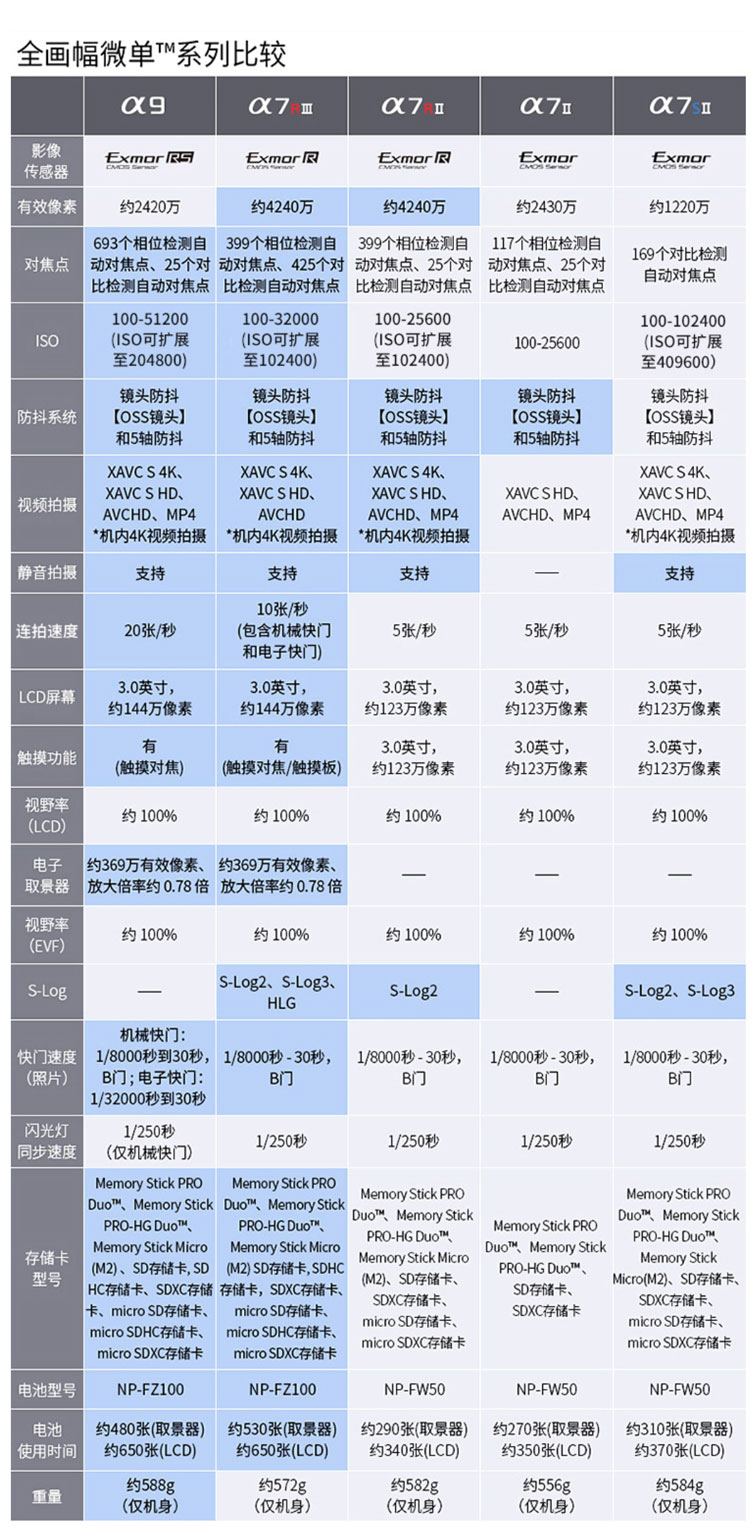 全画幅微单™系列比较
α9 α7RIII α7RII α7II α7SII
影像
传感器
Exmor RS
CMOS Sensor
Exmor R
CMOS Sensor
Exmor R
CMOS Sensor
Exmor
CMOS Sensor
Exmor
CMOS Sensor
有效像素 约2420万 约4240万 约4240万 约2430万 约1220万
对焦点
693个相位检测自
动对焦点、25个对
比检测自动对焦点
399个相位检测自
动对焦点、425个对
比检测自动对焦点
399个相位检测自
动对焦点、25个对
比检测自动对焦点
117个相位检测自
动对焦点、25个对
比检测自动对焦点
169个对比检测
自动对焦点
ISO
100-51200
(ISO可扩展
至204800)
100-32000
(ISO可扩展
至102400)
100-25600
(ISO可扩展
至102400)
100-25600
100-102400
(ISO可扩展
至409600）
防抖系统
镜头防抖
【OSS镜头】
和5轴防抖
镜头防抖
【OSS镜头】
和5轴防抖
镜头防抖
【OSS镜头】
和5轴防抖
镜头防抖
【OSS镜头】
和5轴防抖
镜头防抖
【OSS镜头】
和5轴防抖
视频拍摄
XAVC S 4K、
XAVC S HD、
AVCHD、MP4
*机内4K视频拍摄
XAVC S 4K、
XAVC S HD、
AVCHD
*机内4K视频拍摄
XAVC S 4K、
XAVC S HD、
AVCHD、MP4
*机内4K视频拍摄
XAVC S HD、
AVCHD、MP4
XAVC S 4K、
XAVC S HD、
AVCHD、MP4
*机内4K视频拍摄
静音拍摄 支持 支持 支持 —— 支持
连拍速度
20张/秒
10张/秒
(包含机械快门
和电子快门)
5张/秒
5张/秒
5张/秒
LCD屏幕
3.0英寸，
约144万像素
3.0英寸，
约144万像素
3.0英寸，
约123万像素
3.0英寸，
约123万像素
3.0英寸，
约123万像素
触摸功能
有
(触摸对焦)
有
(触摸对焦/触摸板)
3.0英寸，
约123万像素
3.0英寸，
约123万像素
3.0英寸，
约123万像素
视野率
（LCD）
约 100% 约 100% 约 100% 约 100% 约 100%
电子
取景器
约369万有效像素、
放大倍率约 0.78 倍
约369万有效像素、
放大倍率约 0.78 倍
—— —— ——
视野率
（EVF）
约 100% 约 100% 约 100% 约 100% 约 100%
S-Log
——
S-Log2、S-Log3、
HLG
S-Log2
——
S-Log2、S-Log3
快门速度
（照片）
机械快门：
1/8000秒到30秒，
B门；电子快门：
1/32000秒到30秒
1/8000秒 - 30秒，
B门
1/8000秒 - 30秒，
B门
1/8000秒 - 30秒，
B门
1/8000秒 - 30秒，
B门
闪光灯
同步速度
1/250秒
（仅机械快门）
1/250秒
1/250秒
1/250秒
1/250秒
存储卡
型号
Memory Stick PRO
Duo™、Memory Stick
PRO-HG Duo™、
Memory Stick Micro
(M2) 、SD存储卡, SD
HC存储卡、SDXC存储
卡、micro SD存储卡、
micro SDHC存储卡、
micro SDXC存储卡
Memory Stick PRO
Duo™、Memory Stick
PRO-HG Duo™、
Memory Stick Micro
(M2) SD存储卡, SDHC
存储卡，SDXC存储卡、
micro SD存储卡、
micro SDHC存储卡、
micro SDXC存储卡
Memory Stick PRO
Duo™、Memory Stick
PRO-HG Duo™、
Memory Stick Micro
(M2)、SD存储卡、
SDXC存储卡、
micro SD存储卡、
micro SDXC存储卡
Memory Stick PRO
Duo™、Memory Stick
PRO-HG Duo™、
SD存储卡、
SDXC存储卡
Memory Stick PRO
Duo™、Memory Stick
PRO-HG Duo™、
Memory Stick
Micro(M2)、SD存储卡、
SDXC存储卡、
micro SD存储卡、
micro SDXC存储卡
电池型号 NP-FZ100 NP-FZ100 NP-FW50 NP-FW50 NP-FW50
电池
使用时间
约480张(取景器)
约650张(LCD)
约530张(取景器)
约650张(LCD)
约290张(取景器)
约340张(LCD)
约270张(取景器)
约350张(LCD)
约310张(取景器)
约370张(LCD)
重量
约588g
（仅机身）
约572g
（仅机身）
约582g
（仅机身）
约556g
（仅机身）
约584g
（仅机身）